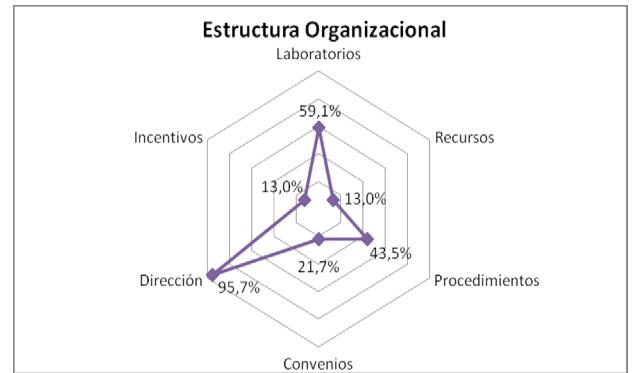 Estructura Organizacional
Laboratorios
59,1%
Incentivos
Recursos
13,0%
13,0%
43,5%
21,7%
Dirección
95,7%
Procedimientos
Convenios